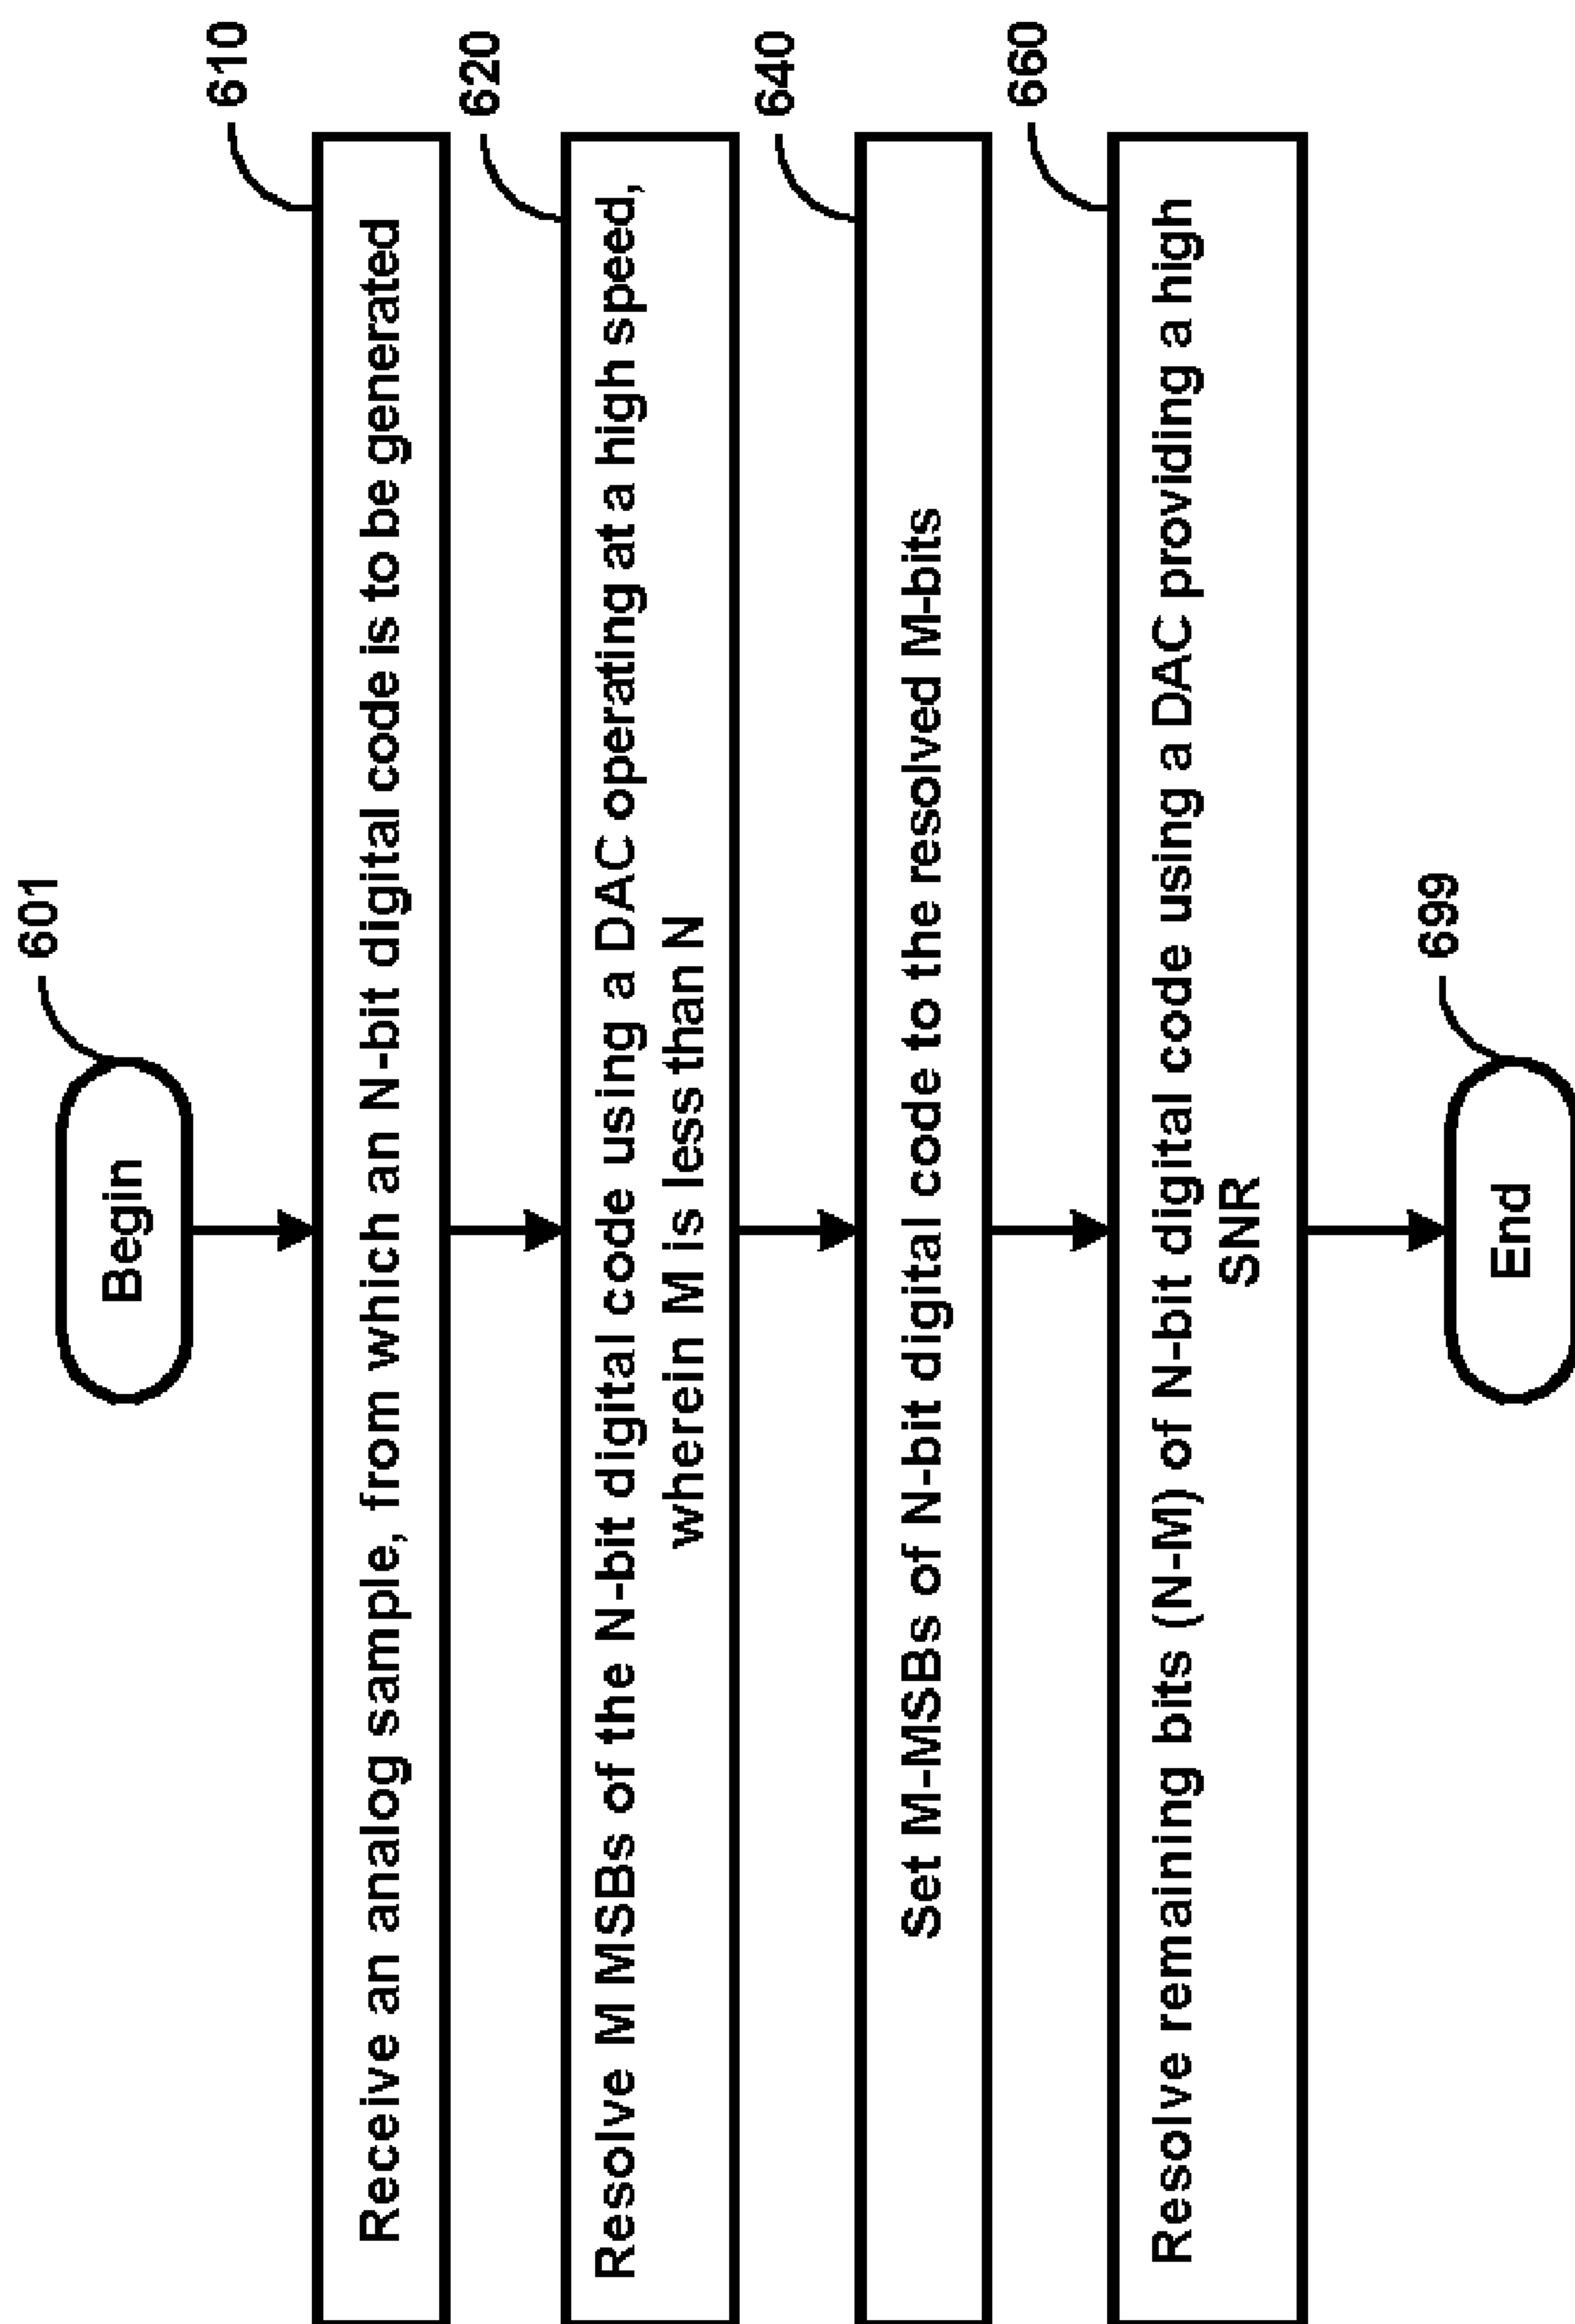 601
Begin
610
Receive an analog sample, from which an N-bit digital code is to be generated
620
Resolve M MSBs of the N-bit digital code using a DAC operating at a high speed,
wherein M is less than N
640
Set M-MSBs of N-bit digital code to the resolved M-bits
660
Resolve remaining bits (N-M) of N-bit digital code using a DAC providing a high
SNR
699
End